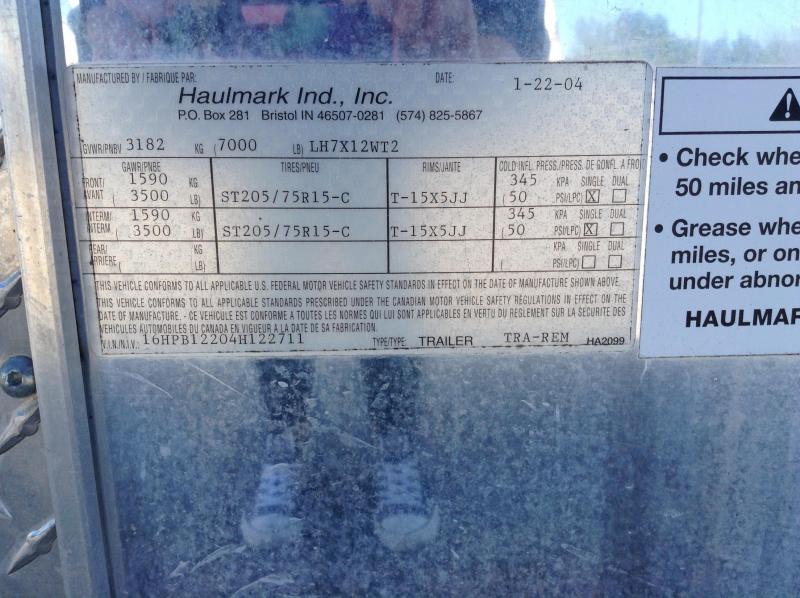 MANUFACTURED BY / FABRIQUE PAR: DATE: 1-22-04
Haulmark Ind., Inc.
P.O. Box 281 Bristol IN 46507-0281 (574) 825-5867
GVWR/PNBV 3182 KG (7000 LB) LH7X12WT2
GAWR/PNBE TIRES/PNEU RIMS/JANTE COLD INFL. PRESS./PRESS. DE GONFL. A FRO
FRONT/ 1590 KG 345 KPA SINGLE DUAL
AVANT ( 3500 LB) ST205/75R15-C T-15X5JJ (50 PSI/LPC) X
INTERM/ 1590 KG 345 KPA SINGLE DUAL
INTERM. ( 3500 LB) ST205/75R15-C T-15X5JJ (50 PSI/LPC) X
REAR/ KG KPA SINGLE DUAL
ARRIERE ( LB) ( PSI/LPC)
THIS VEHICLE CONFORMS TO ALL APPLICABLE U.S. FEDERAL MOTOR VEHICLE SAFETY STANDARDS IN EFFECT ON THE DATE OF MANUFACTURE SHOWN ABOVE.
THIS VEHICLE CONFORMS TO ALL APPLICABLE STANDARDS PRESCRIBED UNDER THE CANADIAN MOTOR VEHICLE SAFETY REGULATIONS IN EFFECT ON THE
DATE OF MANUFACTURE. - CE VEHICULE EST CONFORME A TOUTES LES NORMES QUI LUI SONT APPLICABLES EN VERTU DU REGLEMENT SUR LA SECURITE DES
VEHICULES AUTOMOBILES DU CANADA EN VIGUEUR A LA DATE DE SA FABRICATION.
V.I.N./N.I.V.: 16HPB12204H122711 TYPE/TYPE: TRAILER TRA-REM HA2099
• Check whe
50 miles an
• Grease whe
miles, or on
under abnor
HAULMAR